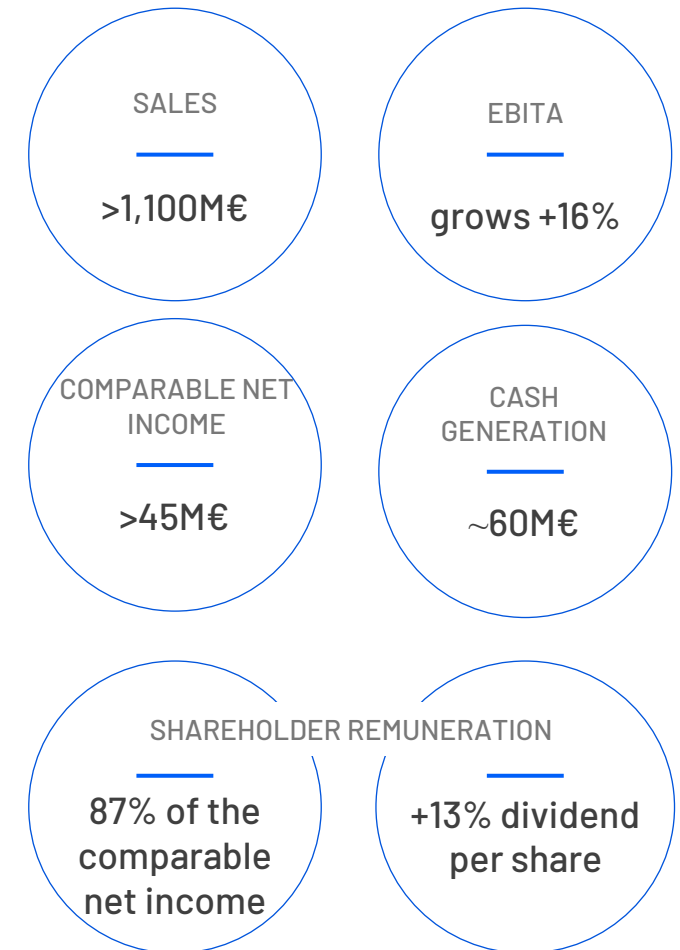 SALES
>1,100M€
EBITA
grows +16%
COMPARABLE NET
INCOME
>45M€
CASH
GENERATION
~60M€
SHAREHOLDER REMUNERATION
87% of the
comparable
net income
+13% dividend
per share